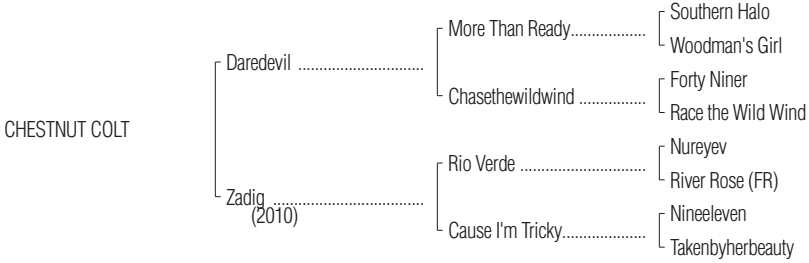 CHESTNUT COLT
Daredevil ..............................
Zadig ....................................
(2010)
More Than Ready..................
Chasethewildwind ................
Rio Verde ..............................
Cause I'm Tricky....................
Southern Halo
Woodman's Girl
Forty Niner
Race the Wild Wind
Nureyev
River Rose (FR)
Nineeleven
Takenbyherbeauty